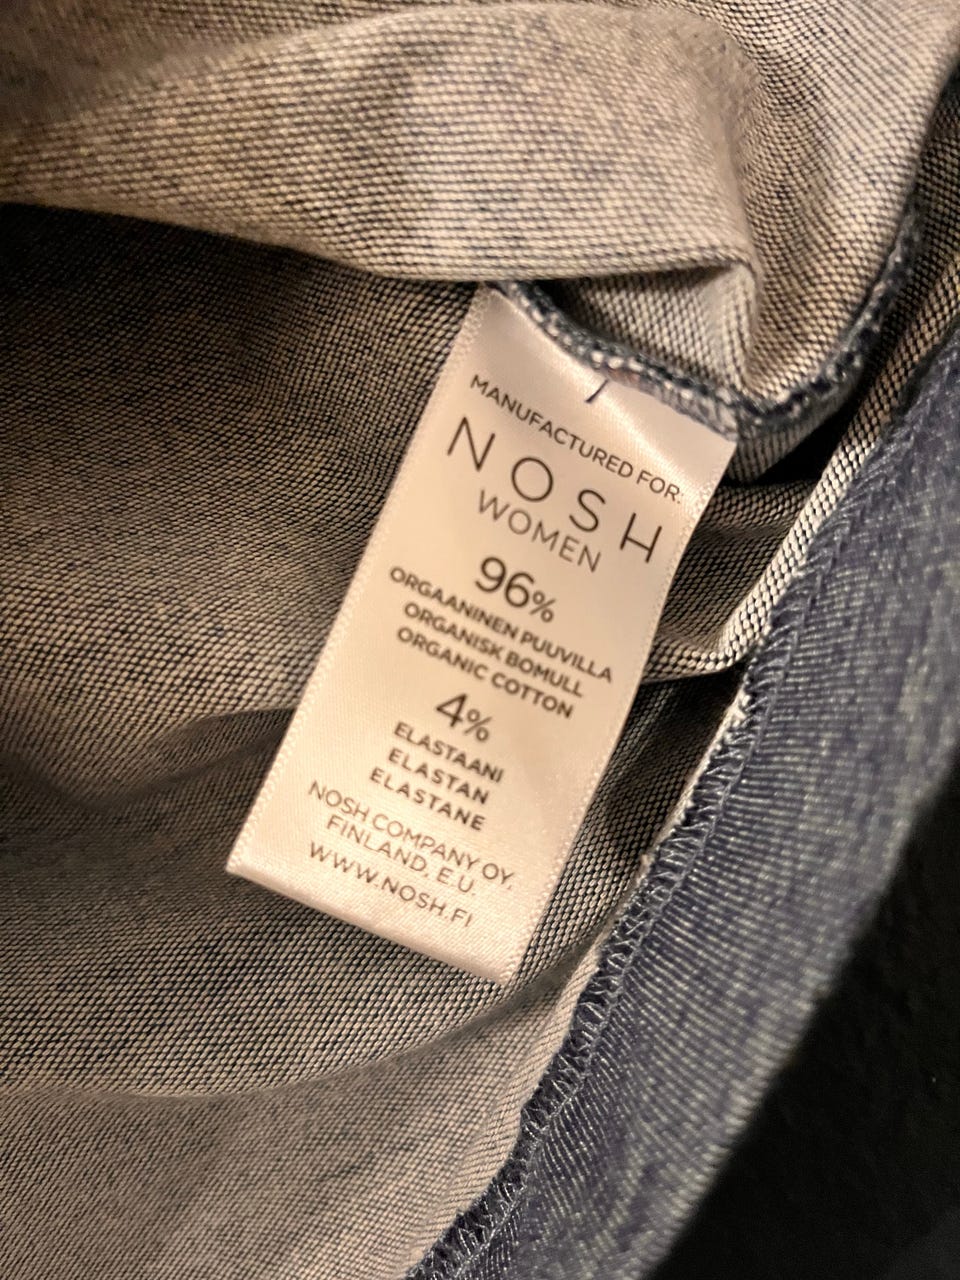 MANUFACTURED FOR:
NOSH
WOMEN
96%
ORGAANINEN PUUVILLA
ORGANISK BOMULL
ORGANIC COTTON
4%
ELASTAANI
ELASTAN
ELASTANE
NOSH COMPANY OY,
FINLAND, E.U.
WWW.NOSH.FI